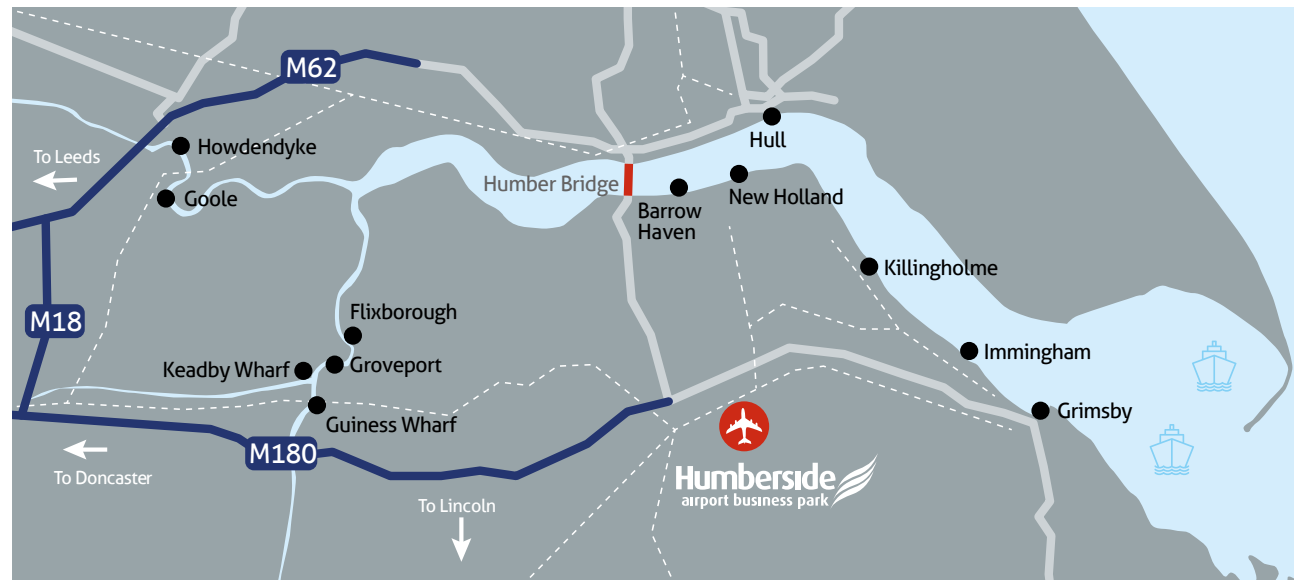 M62
Howdendyke
To Leeds
Goole
Hull
Humber Bridge
New Holland
Barrow
Haven
Killingholme
M18
Flixborough
Keadby Wharf
Groveport
Immingham
Guiness Wharf
Grimsby
M180
To Doncaster
Humberside
airport business park
To Lincoln